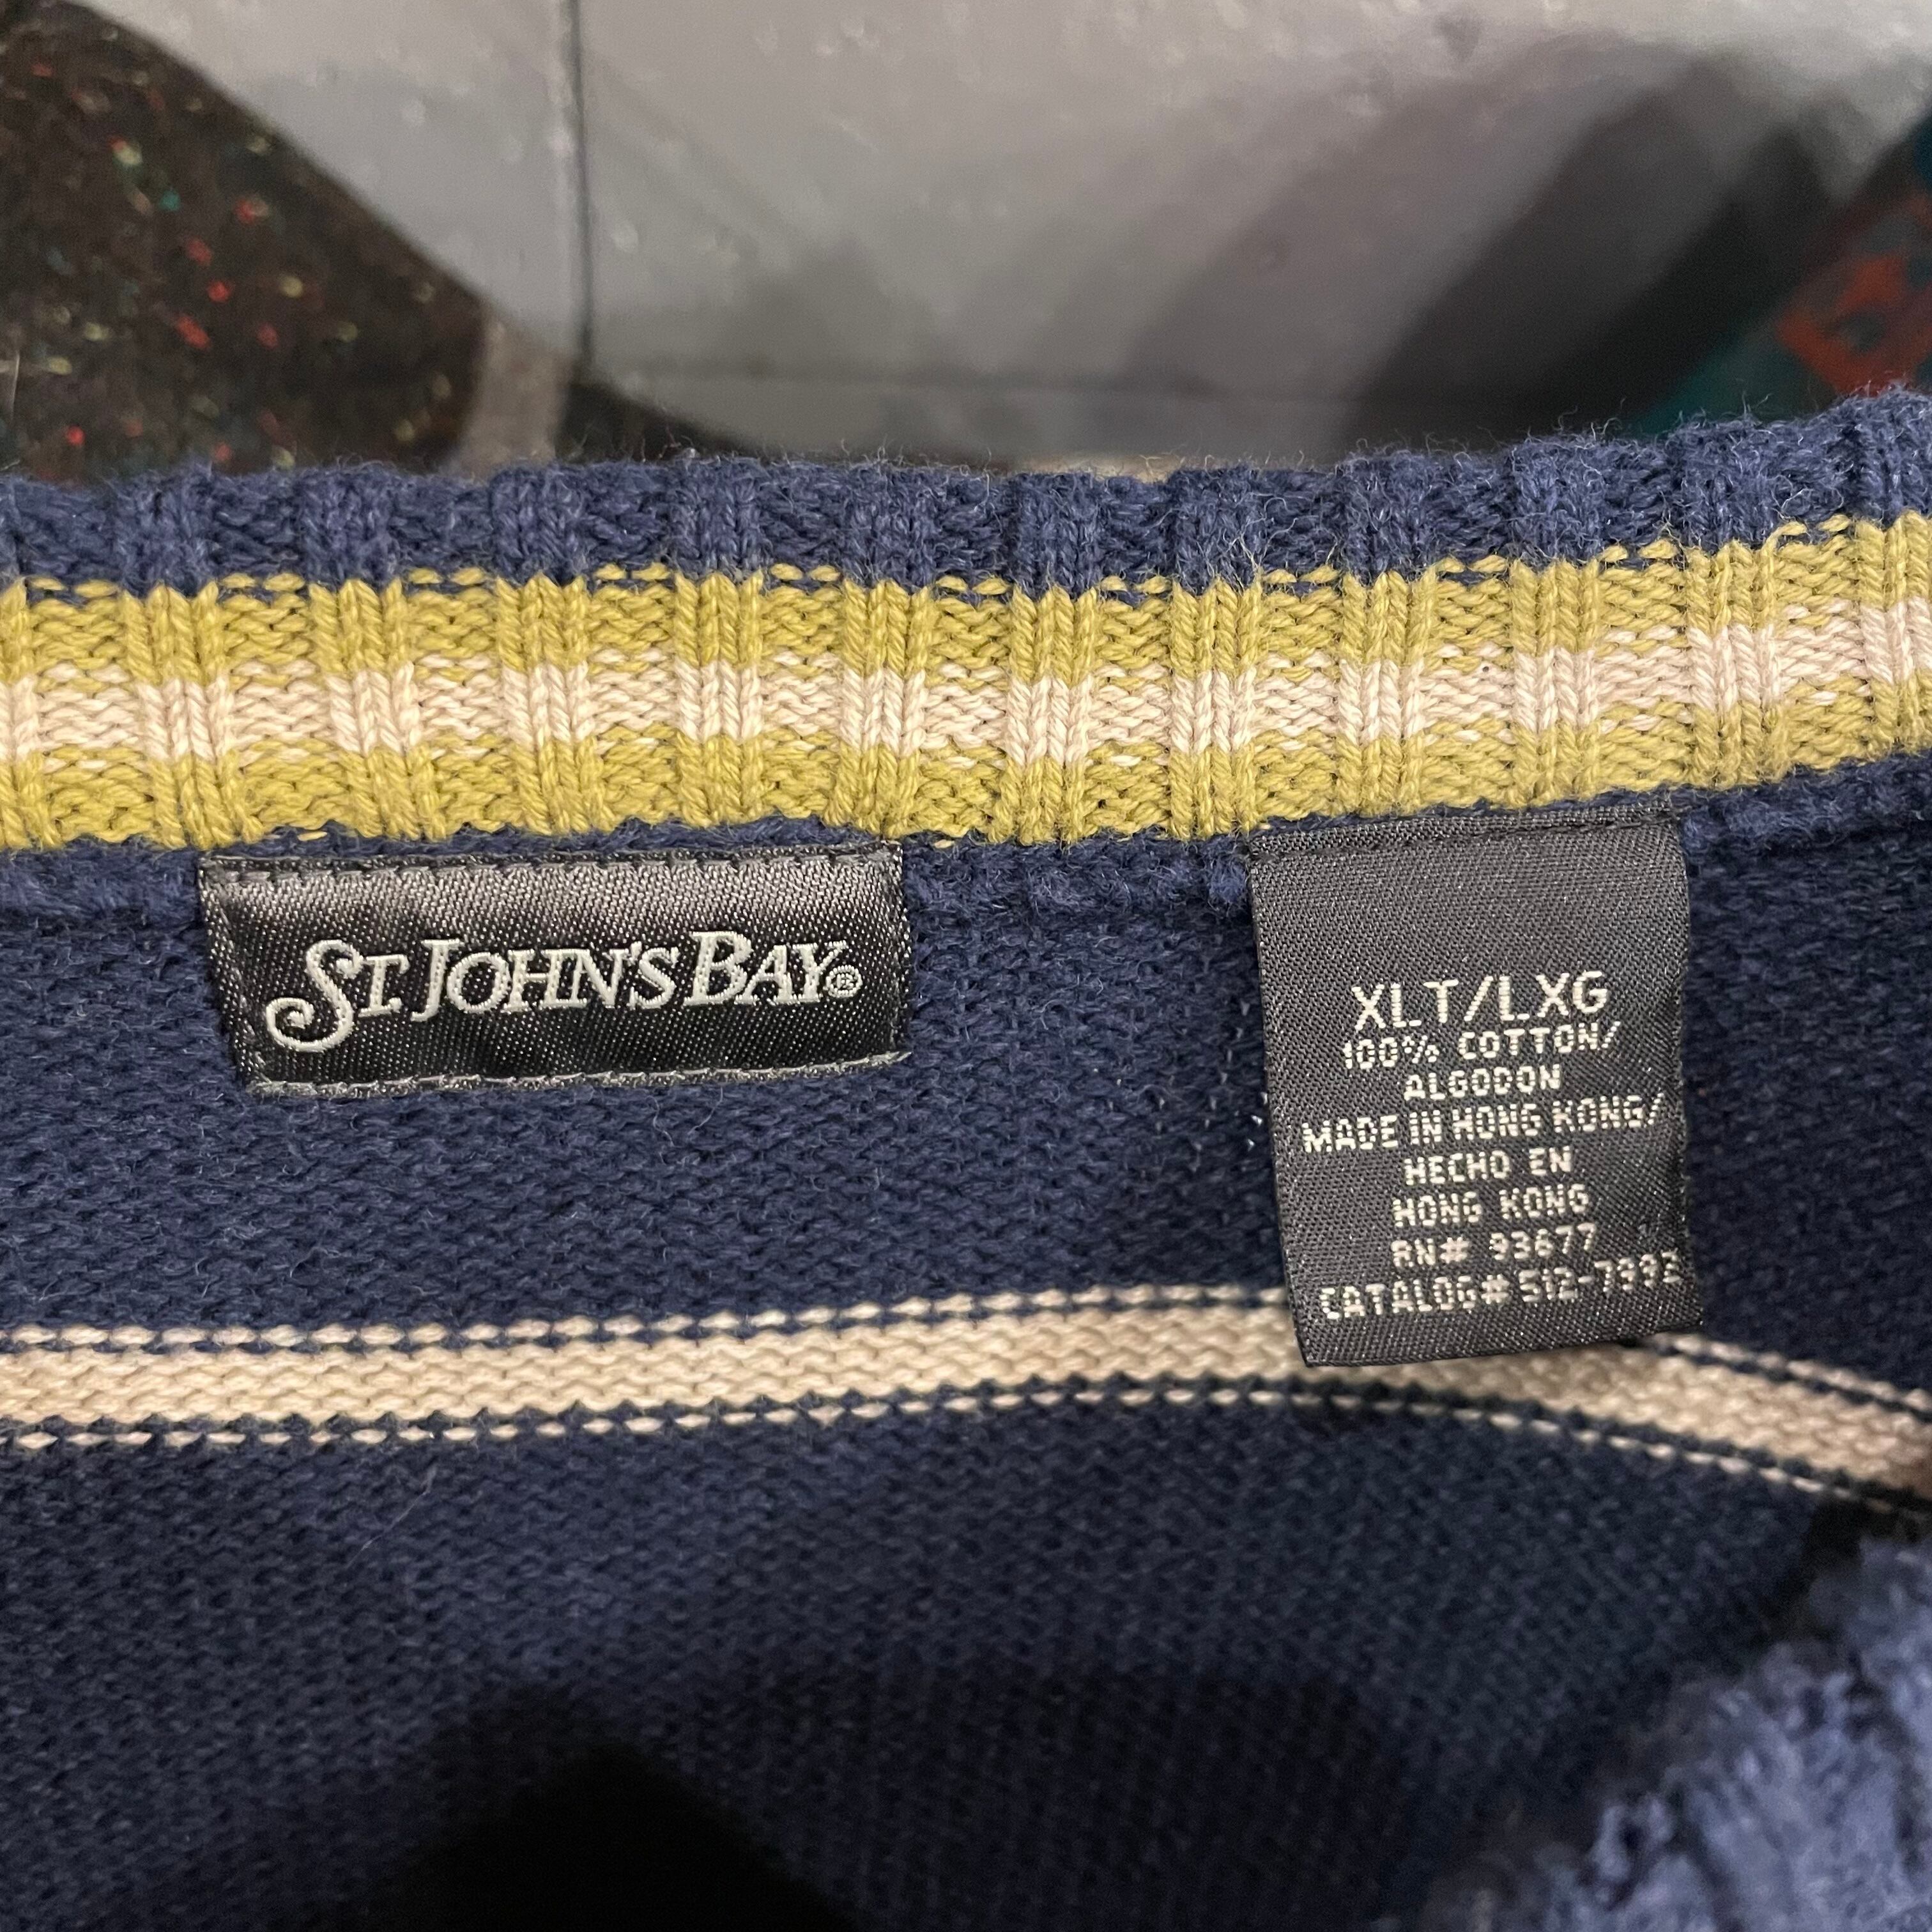 ST. JOHN'S BAY®
XLT/LXG
100% COTTON/
ALGODON
MADE IN HONG KONG/
HECHO EN
HONG KONG
RN# 93677
CATALOG# 512-7992